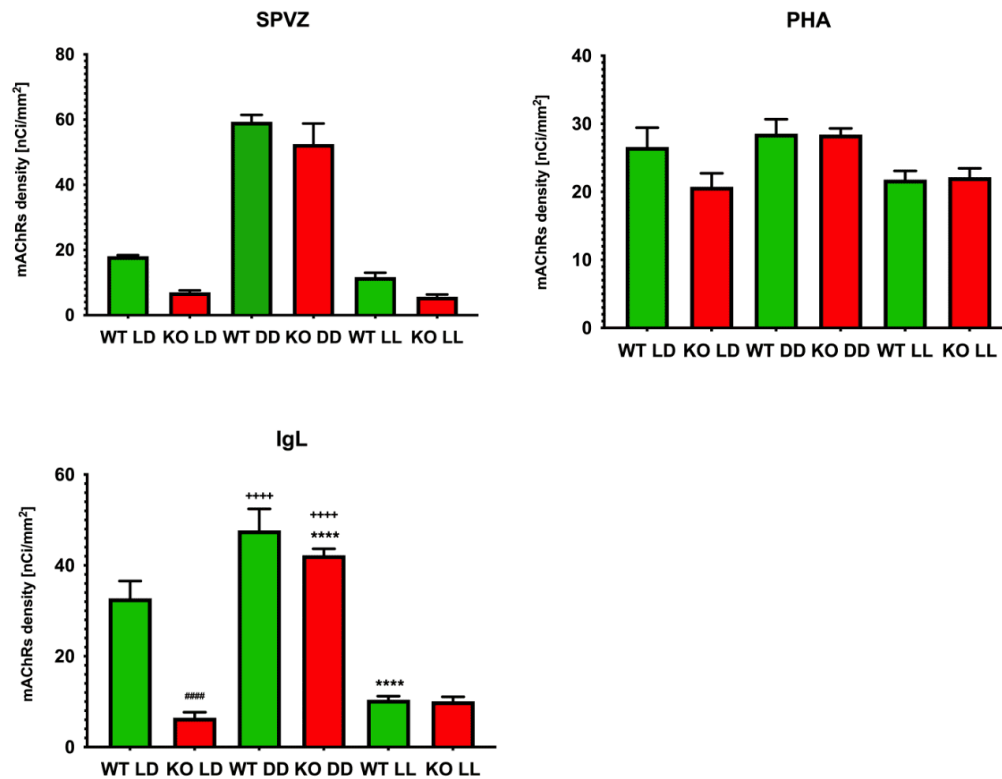 SPVZ
mAChRs density [nCi/mm²]
80
60
40
20
0
WT LD KO LD WT DD KO DD WT LL KO LL
PHA
mAChRs density [nCi/mm²]
40
30
20
10
0
WT LD KO LD WT DD KO DD WT LL KO LL
IgL
mAChRs density [nCi/mm²]
60
40
20
0
####
++++
++++
****
****
WT LD KO LD WT DD KO DD WT LL KO LL